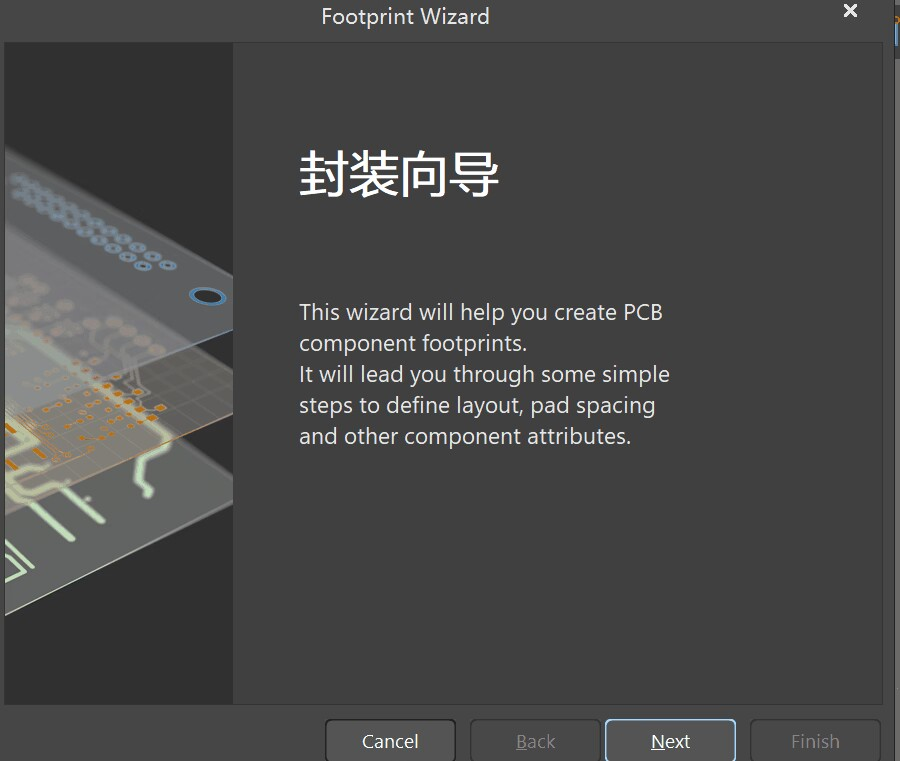 Footprint Wizard
封装向导
This wizard will help you create PCB
component footprints.
It will lead you through some simple
steps to define layout, pad spacing
and other component attributes.
Cancel
Back
Next
Finish